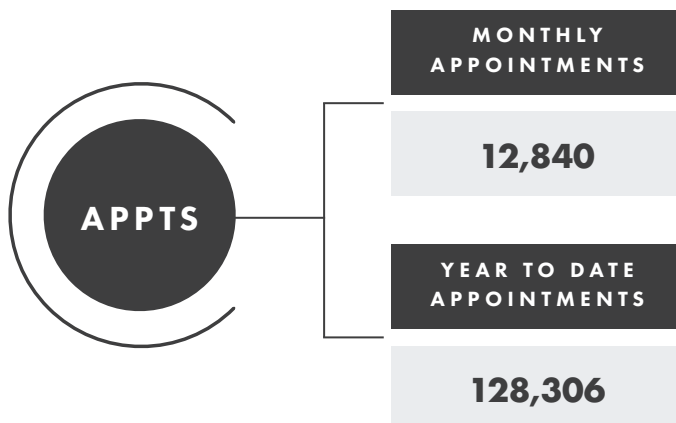 APPTS
MONTHLY
APPOINTMENTS
12,840
YEAR TO DATE
APPOINTMENTS
128,306